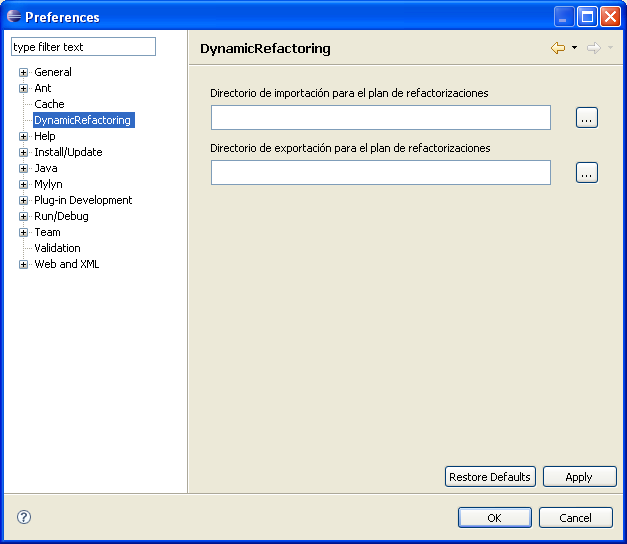 Preferences
type filter text
DynamicRefactoring
General
Ant
Cache
DynamicRefactoring
Help
Install/Update
Java
Mylyn
Plug-in Development
Run/Debug
Team
Validation
Web and XML
Directorio de importación para el plan de refactorizaciones
...
Directorio de exportación para el plan de refactorizaciones
...
Restore Defaults
Apply
?
OK
Cancel